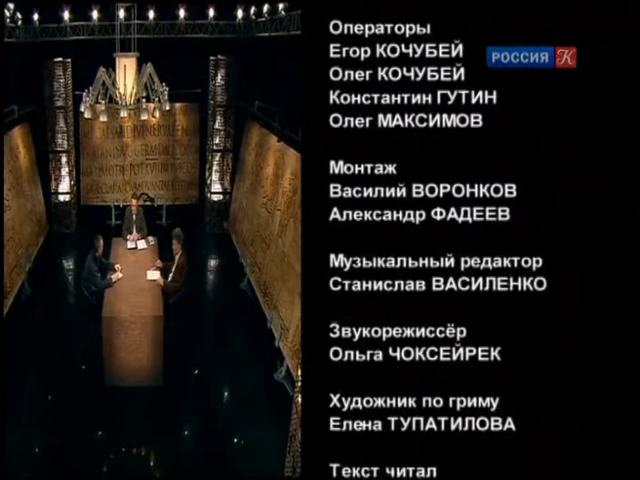 Операторы
Егор КОЧУБЕЙ
РОССИЯ К
Олег КОЧУБЕЙ
Константин ГУТИН
Олег МАКСИМОВ
Монтаж
Василий ВОРОНКОВ
Александр ФАДЕЕВ
Музыкальный редактор
Станислав ВАСИЛЕНКО
Звукорежиссёр
Ольга ЧОКСЕЙРЕК
Художник по гриму
Елена ТУПАТИЛОВА
Текст читал